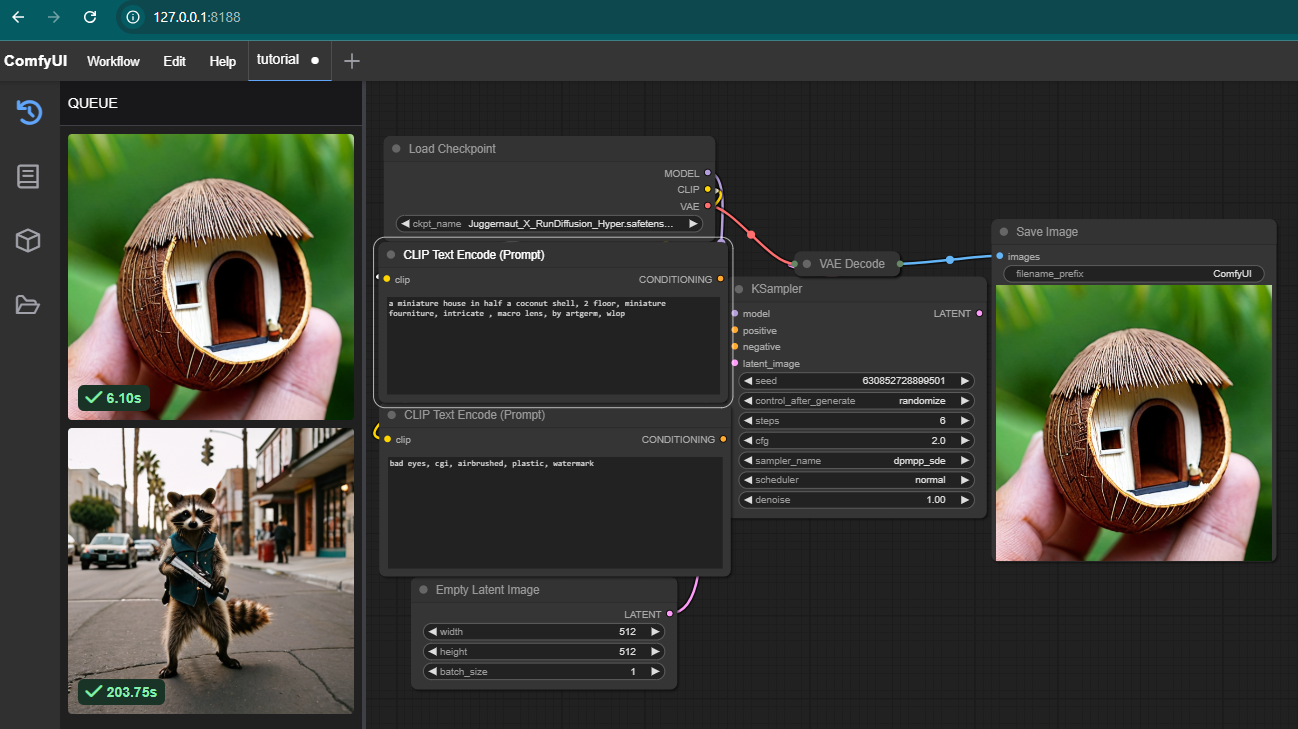 127.0.0.1:8188
ComfyUI Workflow Edit Help tutorial
QUEUE
6.10s
203.75s
Load Checkpoint
MODEL
CLIP
VAE
ckpt_name Juggernaut_X_RunDiffusion_Hyper.safetens...
CLIP Text Encode (Prompt)
clip CONDITIONING
a miniature house in half a coconut shell, 2 floor, miniature
fourniture, intricate , macro lens, by artgerm, wlop
CLIP Text Encode (Prompt)
clip CONDITIONING
bad eyes, cgi, airbrushed, plastic, watermark
Empty Latent Image
LATENT
width 512
height 512
batch_size 1
VAE Decode
KSampler
model LATENT
positive
negative
latent_image
seed 630852728899501
control_after_generate randomize
steps 6
cfg 2.0
sampler_name dpmpp_sde
scheduler normal
denoise 1.00
Save Image
images
filename_prefix ComfyUI